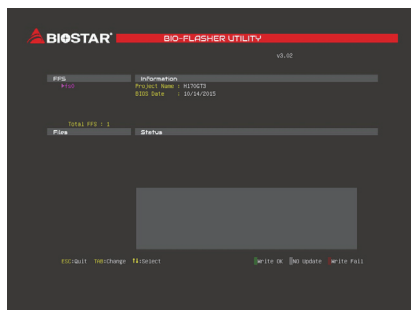 BIOSTAR
BIO-FLASHER UTILITY
v3.02
FFS
Information
Project Name : H170GT3
BIOS Date : 10/14/2015
Total FFS : 1
Files
Status
ESC:Quit TAB:Change ↑↓:Select
Write OK NO Update Write Fail